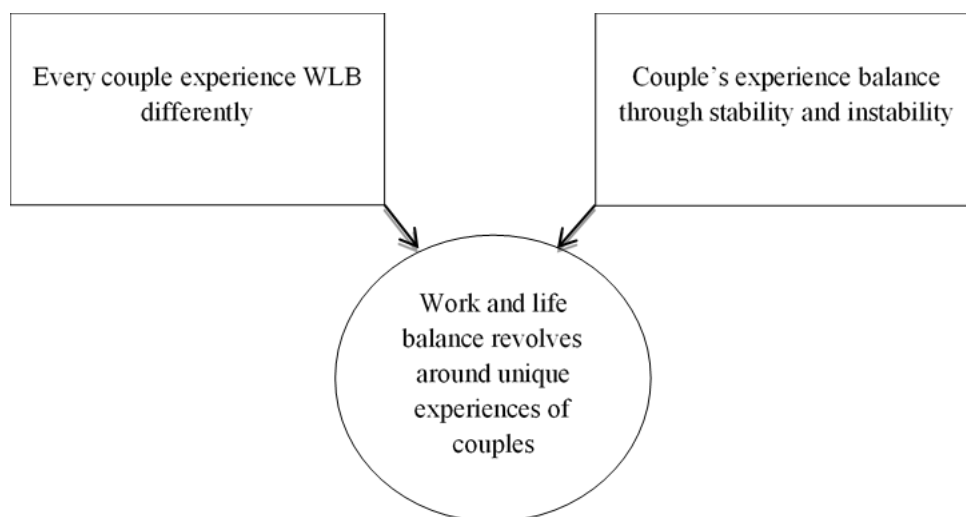 Every couple experience WLB
differently
Couple’s experience balance
through stability and instability
Work and life
balance revolves
around unique
experiences of
couples